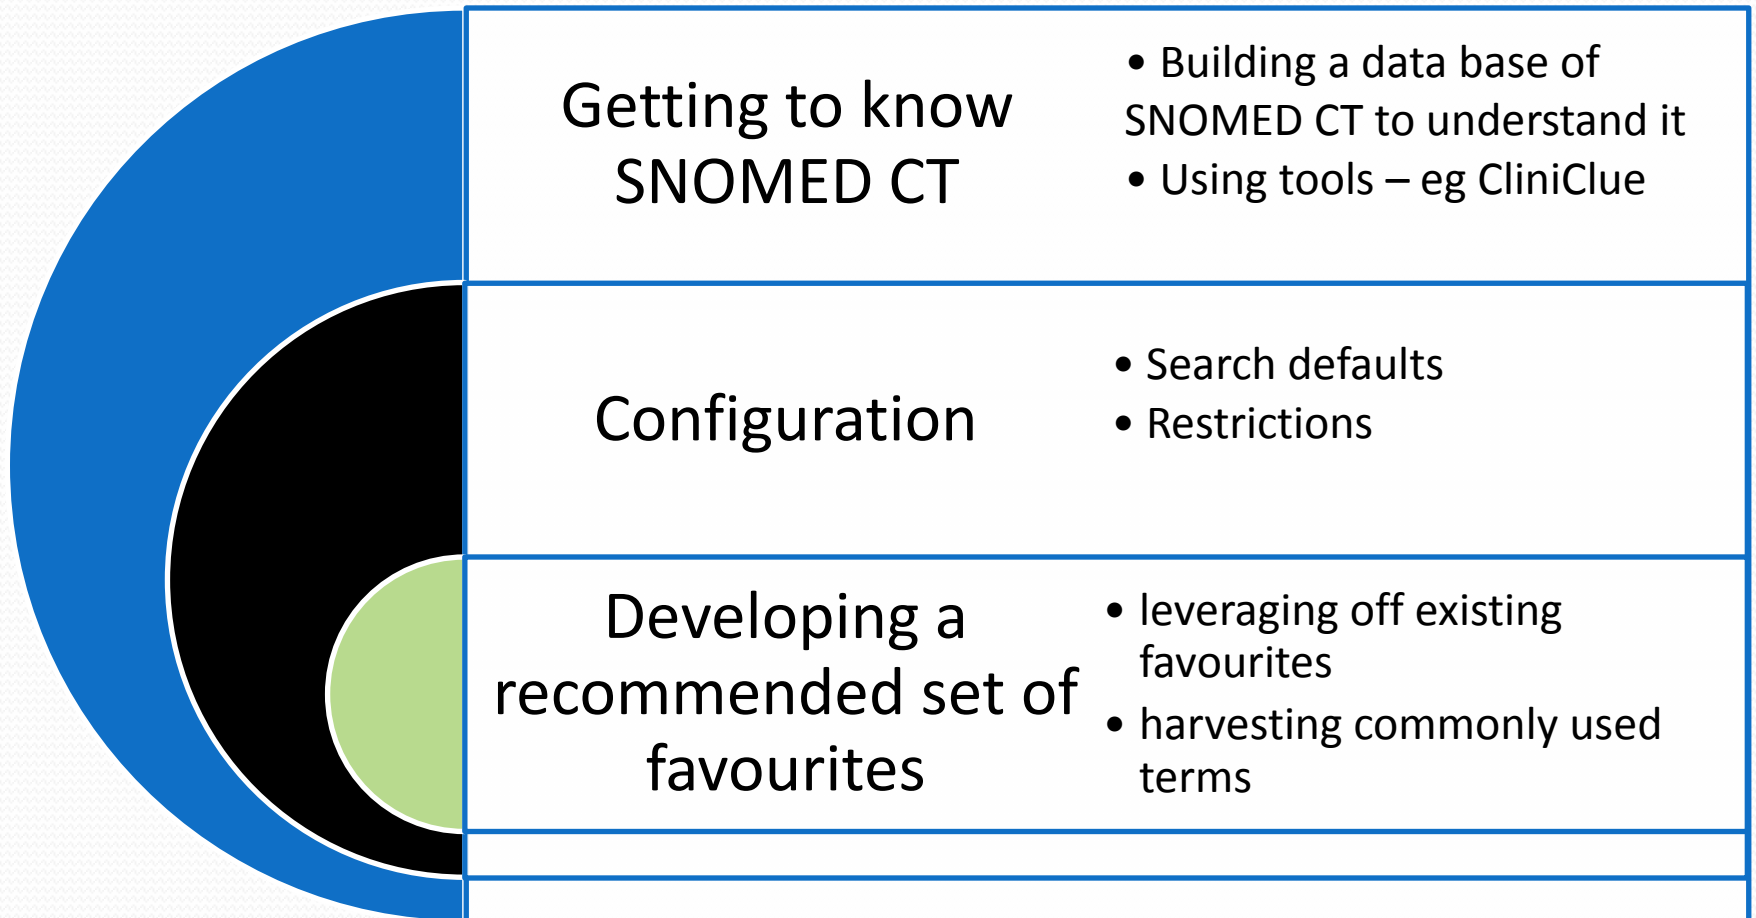 Getting to know
SNOMED CT
• Building a data base of
SNOMED CT to understand it
• Using tools – eg CliniClue
Configuration
• Search defaults
• Restrictions
Developing a
recommended set of
favourites
• leveraging off existing
favourites
• harvesting commonly used
terms